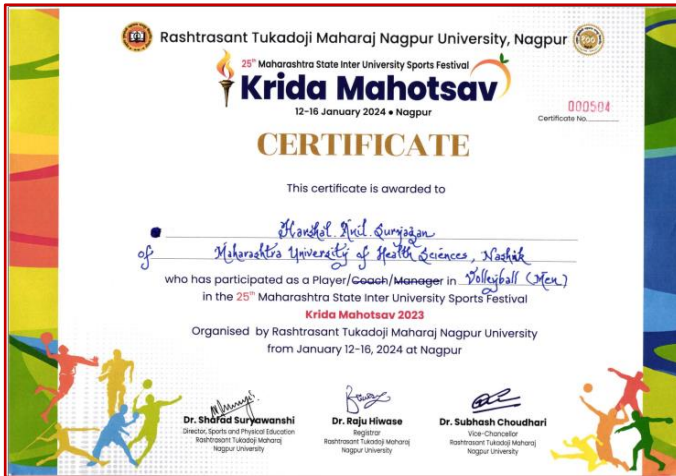 Rashtrasant Tukadoji Maharaj Nagpur University, Nagpur
25th Maharashtra State Inter University Sports Festival
Krida Mahotsav
12-16 January 2024 • Nagpur
000504
Certificate No.
CERTIFICATE
This certificate is awarded to
Harshal Anil Suryagan
of Maharashtra University of Health Sciences, Nashik
who has participated as a Player/Coach/Manager in Volleyball (Men)
in the 25th Maharashtra State Inter University Sports Festival
Krida Mahotsav 2023
Organised by Rashtrasant Tukadoji Maharaj Nagpur University
from January 12-16, 2024 at Nagpur
Dr. Sharad Suryawanshi
Director, Sports and Physical Education
Rashtrasant Tukadoji Maharaj
Nagpur University
Dr. Raju Hiwase
Registrar
Rashtrasant Tukadoji Maharaj
Nagpur University
Dr. Subhash Choudhari
Vice-Chancellor
Rashtrasant Tukadoji Maharaj
Nagpur University